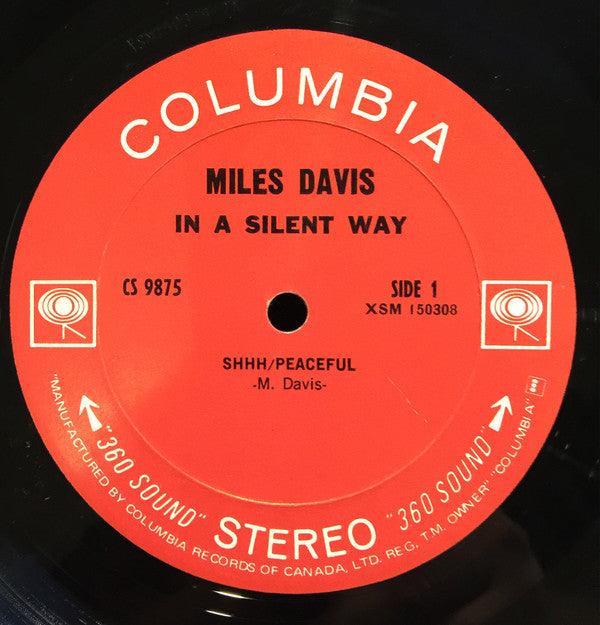 COLUMBIA
MILES DAVIS
IN A SILENT WAY
CS 9875
SIDE 1
XSM 150308
SHHH/PEACEFUL
-M. Davis-
"360 SOUND" STEREO "360 SOUND"
"MANUFACTURED BY COLUMBIA RECORDS OF CANADA, LTD. REG, T.M. OWNER" "COLUMBIA"